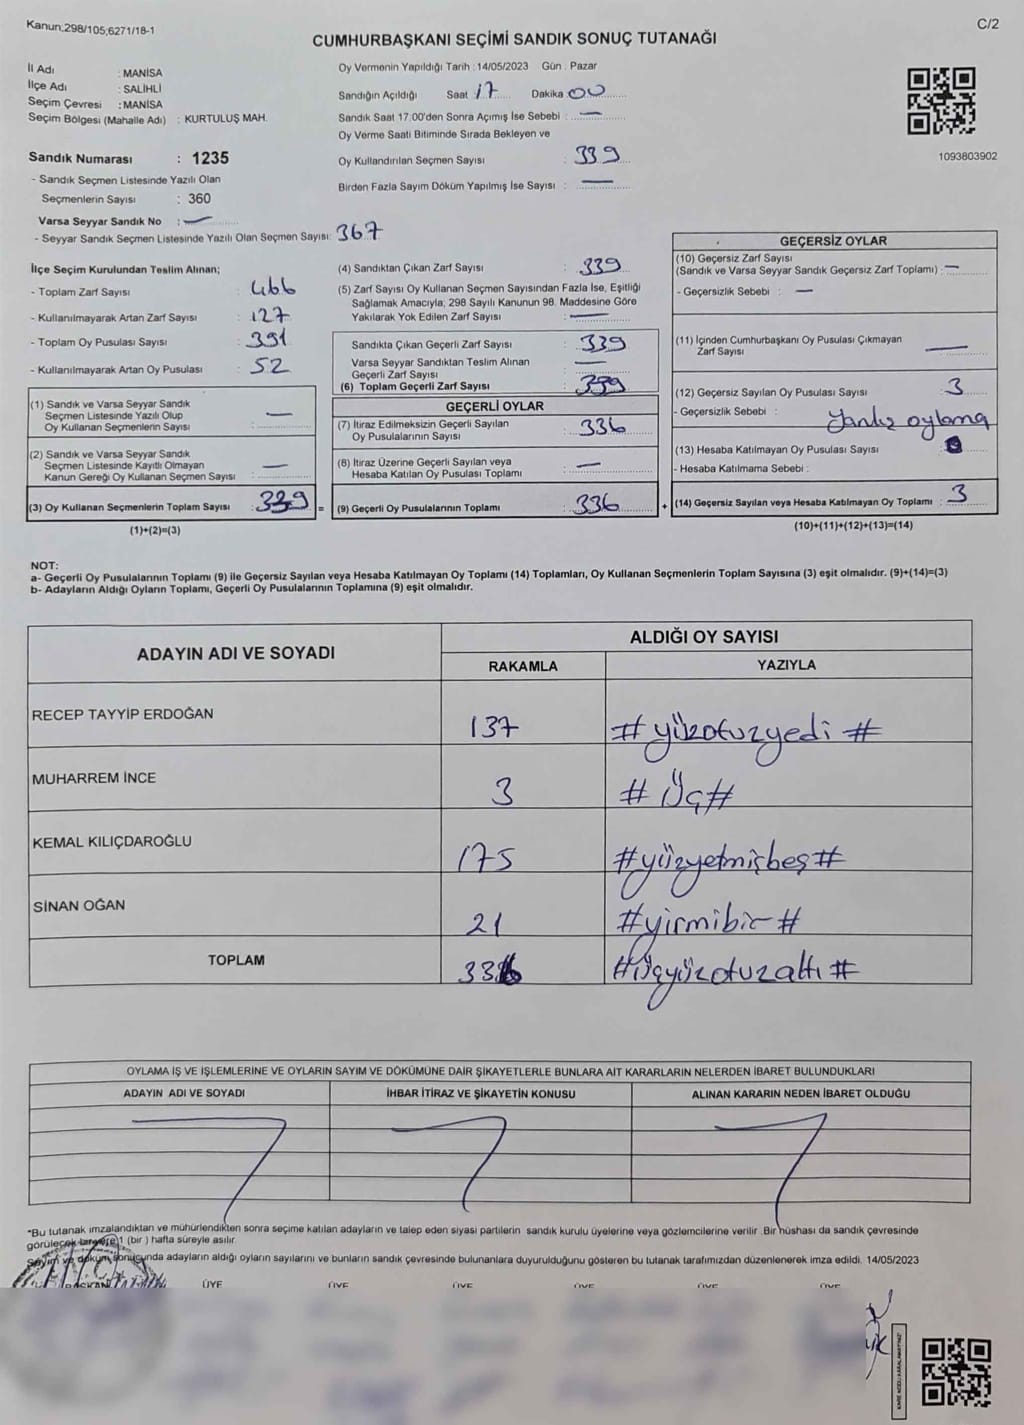 Kanun;298/105;6271/18-1
C/2
CUMHURBAŞKANI SEÇİMİ SANDIK SONUÇ TUTANAĞI
İl Adı : MANİSA
İlçe Adı : SALİHLİ
Seçim Çevresi : MANİSA
Seçim Bölgesi (Mahalle Adı) : KURTULUŞ MAH.
Sandık Numarası : 1235
- Sandık Seçmen Listesinde Yazılı Olan
Seçmenlerin Sayısı : 360
Varsa Seyyar Sandık No : —
- Seyyar Sandık Seçmen Listesinde Yazılı Olan Seçmen Sayısı: 367
Oy Vermenin Yapıldığı Tarih : 14/05/2023 Gün : Pazar
Sandığın Açıldığı Saat 17 Dakika 00
Sandık Saat 17.00'den Sonra Açımış İse Sebebi : —
Oy Verme Saati Bitiminde Sırada Bekleyen ve
Oy Kullandırılan Seçmen Sayısı : 339
Birden Fazla Sayım Döküm Yapılmış İse Sayısı : —
1093803902
İlçe Seçim Kurulundan Teslim Alınan;
- Toplam Zarf Sayısı : 466
- Kullanılmayarak Artan Zarf Sayısı : 127
- Toplam Oy Pusulası Sayısı : 391
- Kullanılmayarak Artan Oy Pusulası : 52
(1) Sandık ve Varsa Seyyar Sandık
Seçmen Listesinde Yazılı Olup
Oy Kullanan Seçmenlerin Sayısı : —
(2) Sandık ve Varsa Seyyar Sandık
Seçmen Listesinde Kayıtlı Olmayan
Kanun Gereği Oy Kullanan Seçmen Sayısı : —
(3) Oy Kullanan Seçmenlerin Toplam Sayısı : 339 =
(1)+(2)=(3)
(4) Sandıktan Çıkan Zarf Sayısı : 339
(5) Zarf Sayısı Oy Kullanan Seçmen Sayısından Fazla İse, Eşitliği
Sağlamak Amacıyla; 298 Sayılı Kanunun 98. Maddesine Göre
Yakılarak Yok Edilen Zarf Sayısı : —
Sandıkta Çıkan Geçerli Zarf Sayısı : 339
Varsa Seyyar Sandıktan Teslim Alınan
Geçerli Zarf Sayısı : —
(6) Toplam Geçerli Zarf Sayısı : 339
GEÇERLİ OYLAR
(7) İtiraz Edilmeksizin Geçerli Sayılan
Oy Pusulalarının Sayısı : 336
(8) İtiraz Üzerine Geçerli Sayılan veya
Hesaba Katılan Oy Pusulası Toplamı : —
(9) Geçerli Oy Pusulalarının Toplamı : 336 +
GEÇERSİZ OYLAR
(10) Geçersiz Zarf Sayısı
(Sandık ve Varsa Seyyar Sandık Geçersiz Zarf Toplamı) : —
- Geçersizlik Sebebi : —
(11) İçinden Cumhurbaşkanı Oy Pusulası Çıkmayan
Zarf Sayısı : —
(12) Geçersiz Sayılan Oy Pusulası Sayısı : 3
- Geçersizlik Sebebi : Yanlış oylama
(13) Hesaba Katılmayan Oy Pusulası Sayısı :
- Hesaba Katılmama Sebebi :
(14) Geçersiz Sayılan veya Hesaba Katılmayan Oy Toplamı : 3
(10)+(11)+(12)+(13)=(14)
NOT:
a- Geçerli Oy Pusulalarının Toplamı (9) ile Geçersiz Sayılan veya Hesaba Katılmayan Oy Toplamı (14) Toplamları, Oy Kullanan Seçmenlerin Toplam Sayısına (3) eşit olmalıdır. (9)+(14)=(3)
b- Adayların Aldığı Oyların Toplamı, Geçerli Oy Pusulalarının Toplamına (9) eşit olmalıdır.
ADAYIN ADI VE SOYADI
ALDIĞI OY SAYISI
RAKAMLA YAZIYLA
RECEP TAYYİP ERDOĞAN 137 # yüzotuzyedi #
MUHARREM İNCE 3 # Üç#
KEMAL KILIÇDAROĞLU 175 #yüzyetmişbeş#
SİNAN OĞAN 21 #yirmibir #
TOPLAM 336 #üçyüzotuzaltı#
OYLAMA İŞ VE İŞLEMLERİNE VE OYLARIN SAYIM VE DÖKÜMÜNE DAİR ŞİKAYETLERLE BUNLARA AİT KARARLARIN NELERDEN İBARET BULUNDUKLARI
ADAYIN ADI VE SOYADI İHBAR İTİRAZ VE ŞİKAYETİN KONUSU ALINAN KARARIN NEDEN İBARET OLDUĞU
*Bu tutanak imzalandıktan ve mühürlendikten sonra seçime katılan adayların ve talep eden siyasi partilerin sandık kurulu üyelerine veya gözlemcilerine verilir. Bir nüshası da sandık çevresinde
görülecek bir yere 1 (bir ) hafta süreyle asılır.
Sayım ve döküm sonucunda adayların aldığı oyların sayılarını ve bunların sandık çevresinde bulunanlara duyurulduğunu gösteren bu tutanak tarafımızdan düzenlenerek imza edildi. 14/05/2023
BAŞKAN ÜYE ÜYE ÜYE ÜYE ÜYE ÜYE